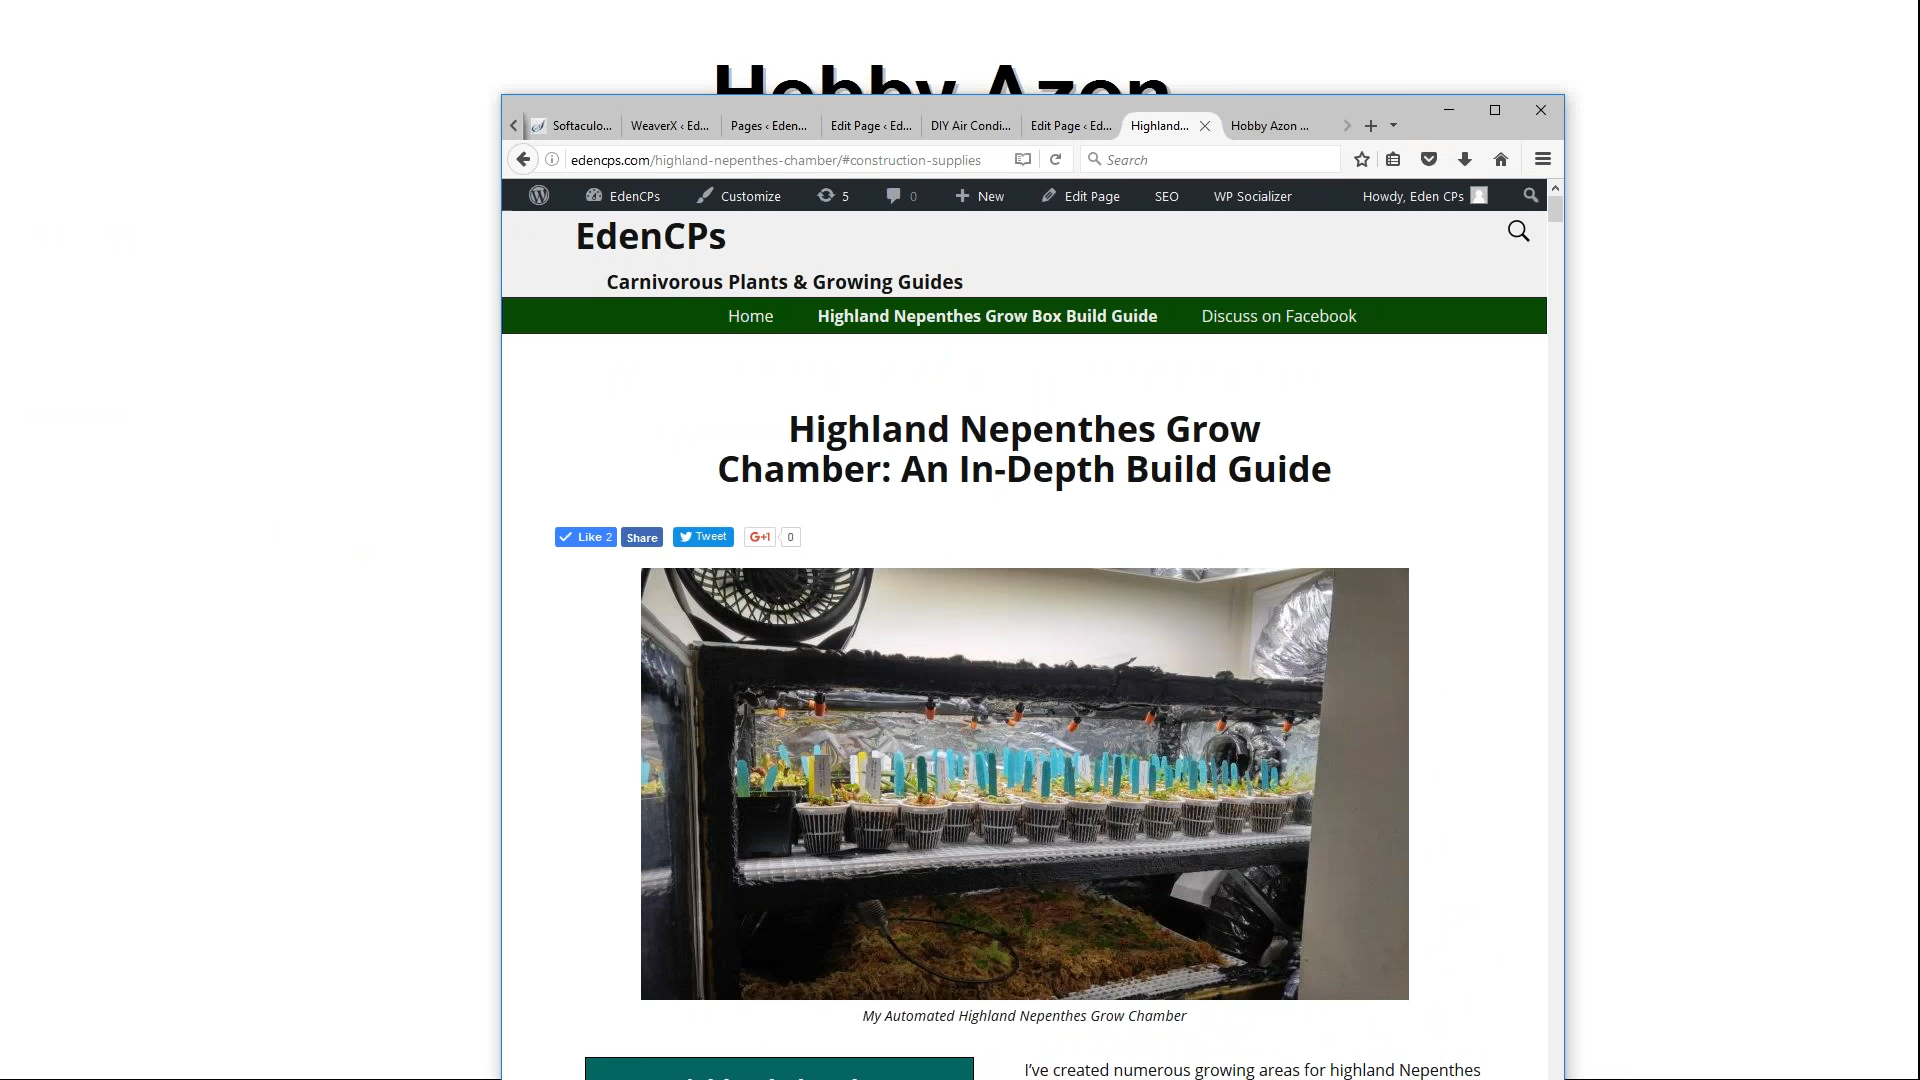 Hobby Azon
Softaculo...
WeaverX ‹ Ed...
Pages ‹ Eden...
Edit Page ‹ Ed...
DIY Air Condi...
Edit Page ‹ Ed...
Highland...
Hobby Azon ...
edencps.com/highland-nepenthes-chamber/#construction-supplies
Search
EdenCPs
Customize
5
0
New
Edit Page
SEO
WP Socializer
Howdy, Eden CPs
EdenCPs
Carnivorous Plants & Growing Guides
Home
Highland Nepenthes Grow Box Build Guide
Discuss on Facebook
Highland Nepenthes Grow
Chamber: An In-Depth Build Guide
Like 2
Share
Tweet
G+1
0
My Automated Highland Nepenthes Grow Chamber
I've created numerous growing areas for highland Nepenthes